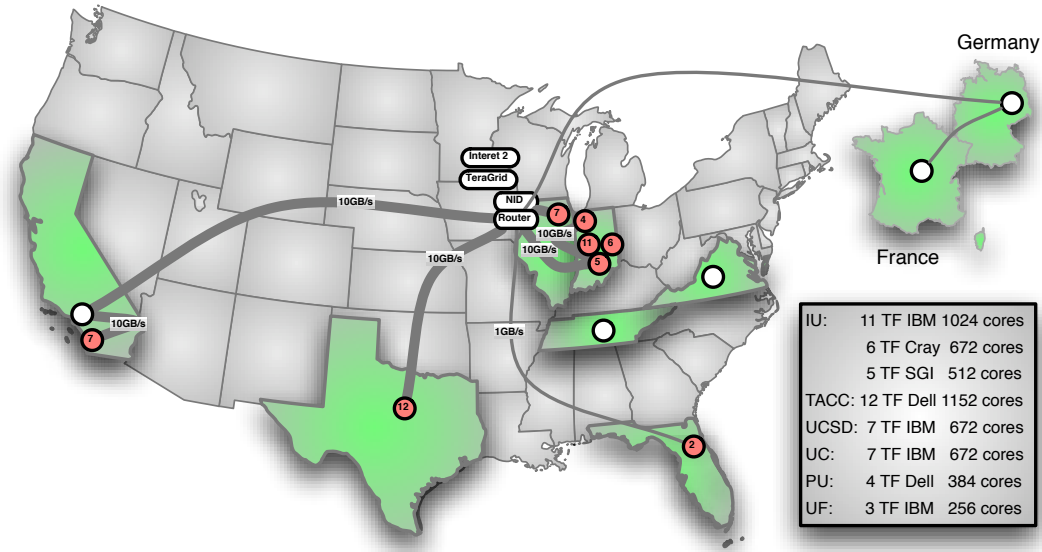 Germany
Interet 2
TeraGrid
NID
Router
7
4
10GB/s
10GB/s
11
6
10GB/s
5
10GB/s
France
1GB/s
10GB/s
7
12
2
IU: 11 TF IBM 1024 cores
6 TF Cray 672 cores
5 TF SGI 512 cores
TACC: 12 TF Dell 1152 cores
UCSD: 7 TF IBM 672 cores
UC: 7 TF IBM 672 cores
PU: 4 TF Dell 384 cores
UF: 3 TF IBM 256 cores